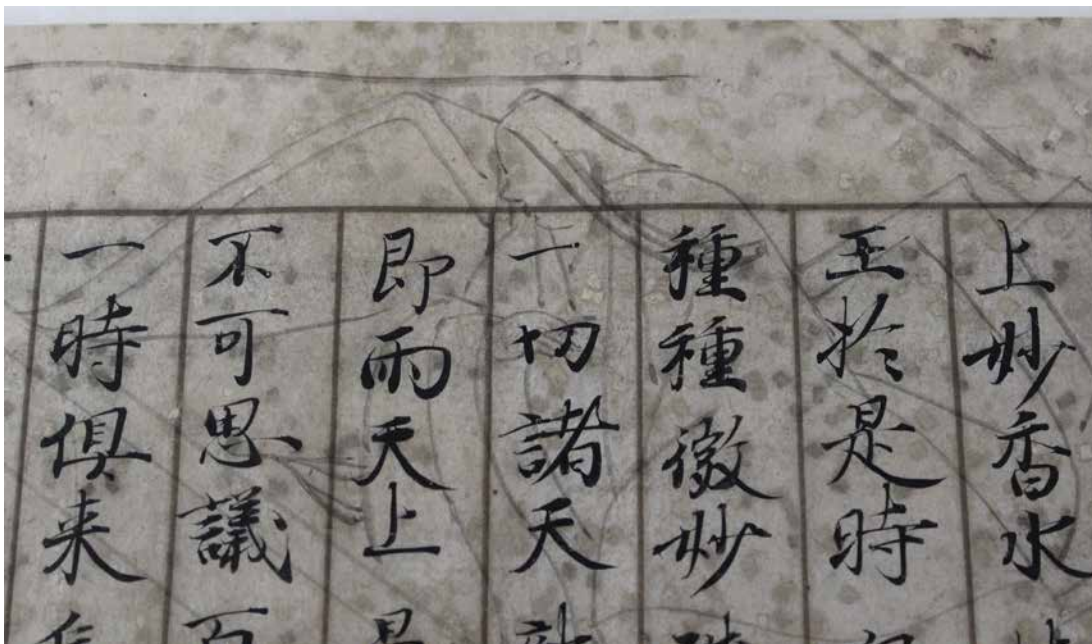 上妙香水
王於是時
種種微妙
一切諸天
即雨天上
不可思議
一時俱来